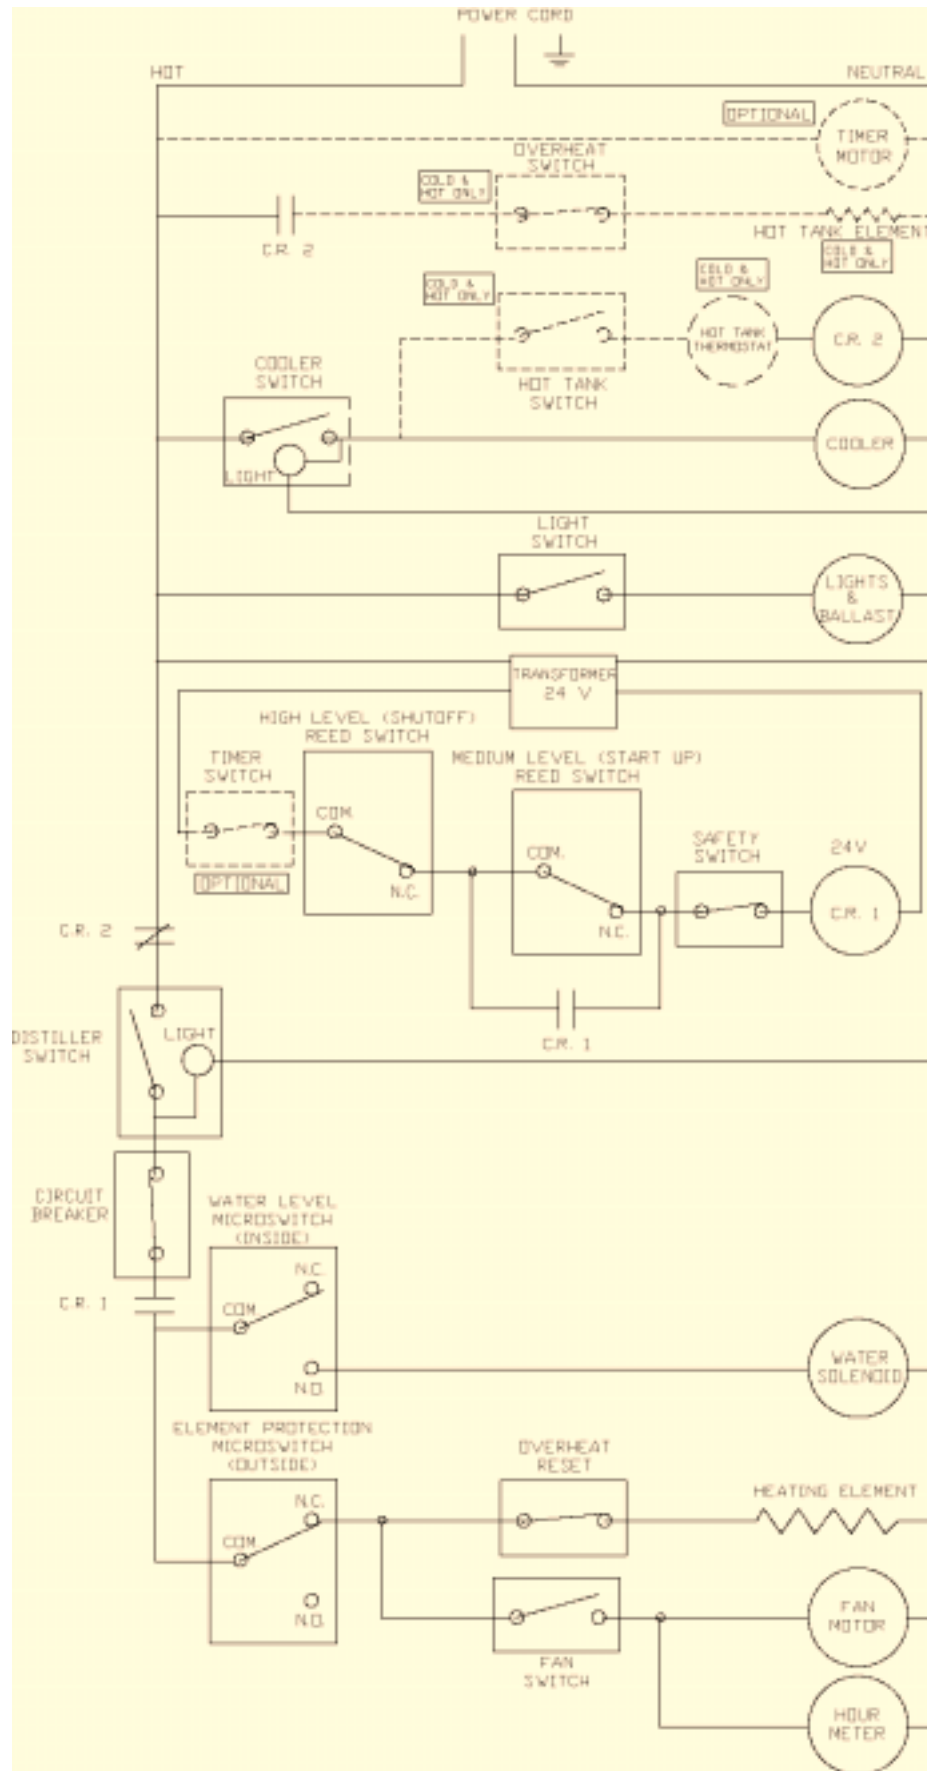 POWER CORD
HOT
NEUTRAL
OPTIONAL
TIMER
MOTOR
OVERHEAT
SWITCH
COLD &
HOT ONLY
C.R. 2
HOT TANK ELEMENT
COLD &
HOT ONLY
COLD &
HOT ONLY
COLD &
HOT ONLY
HOT TANK
THERMOSTAT
C.R. 2
COOLER
SWITCH
HOT TANK
SWITCH
COOLER
LIGHT
LIGHT
SWITCH
LIGHTS
&
BALLAST
TRANSFORMER
24 V
HIGH LEVEL (SHUTOFF)
REED SWITCH
TIMER
SWITCH
MEDIUM LEVEL (START UP)
REED SWITCH
COM.
COM.
SAFETY
SWITCH
24V
OPTIONAL
N.C.
N.C.
C.R. 1
C.R. 2
C.R. 1
DISTILLER
SWITCH
LIGHT
CIRCUIT
BREAKER
WATER LEVEL
MICROSWITCH
(INSIDE)
N.C.
C.R. 1
COM
N.O.
WATER
SOLENOID
ELEMENT PROTECTION
MICROSWITCH
(OUTSIDE)
OVERHEAT
RESET
N.C.
HEATING ELEMENT
COM
N.O.
FAN
SWITCH
FAN
MOTOR
HOUR
METER